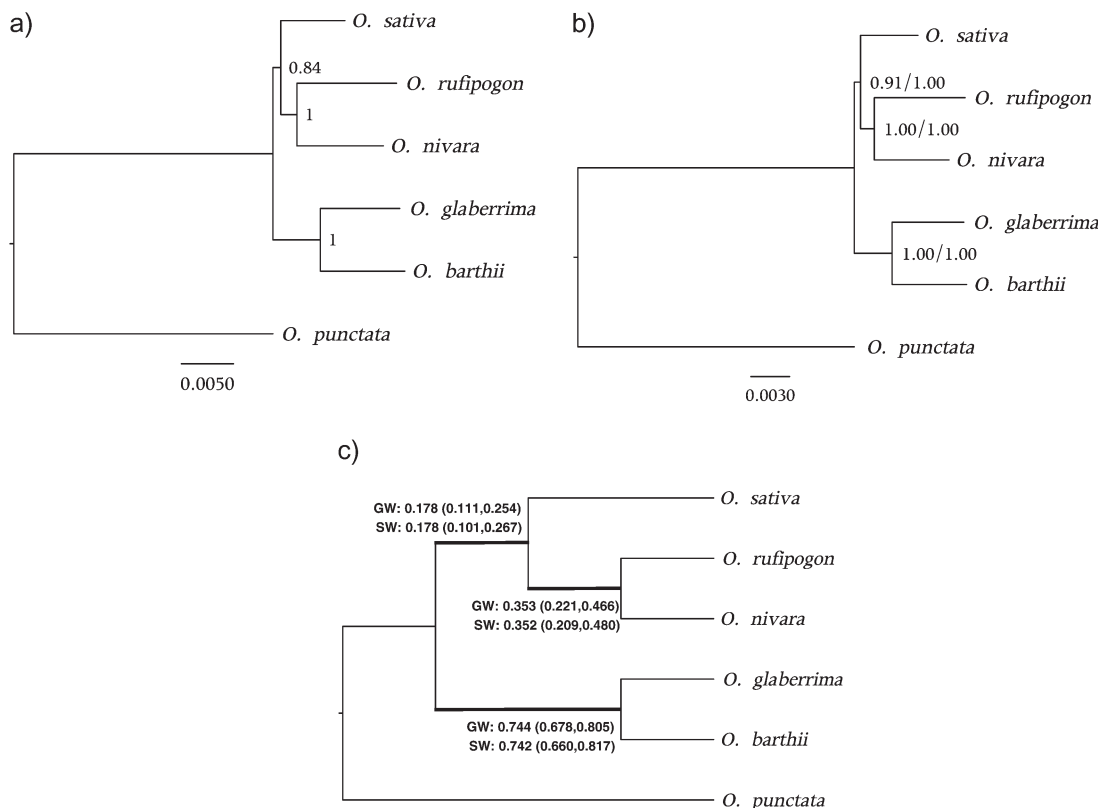 a)
O. sativa
0.84
O. rufipogon
1
O. nivara
O. glaberrima
1
O. barthii
O. punctata
0.0050
b)
O. sativa
0.91/1.00
O. rufipogon
1.00/1.00
O. nivara
O. glaberrima
1.00/1.00
O. barthii
O. punctata
0.0030
c)
O. sativa
GW: 0.178 (0.111,0.254)
SW: 0.178 (0.101,0.267)
O. rufipogon
GW: 0.353 (0.221,0.466)
SW: 0.352 (0.209,0.480)
O. nivara
O. glaberrima
GW: 0.744 (0.678,0.805)
SW: 0.742 (0.660,0.817)
O. barthii
O. punctata